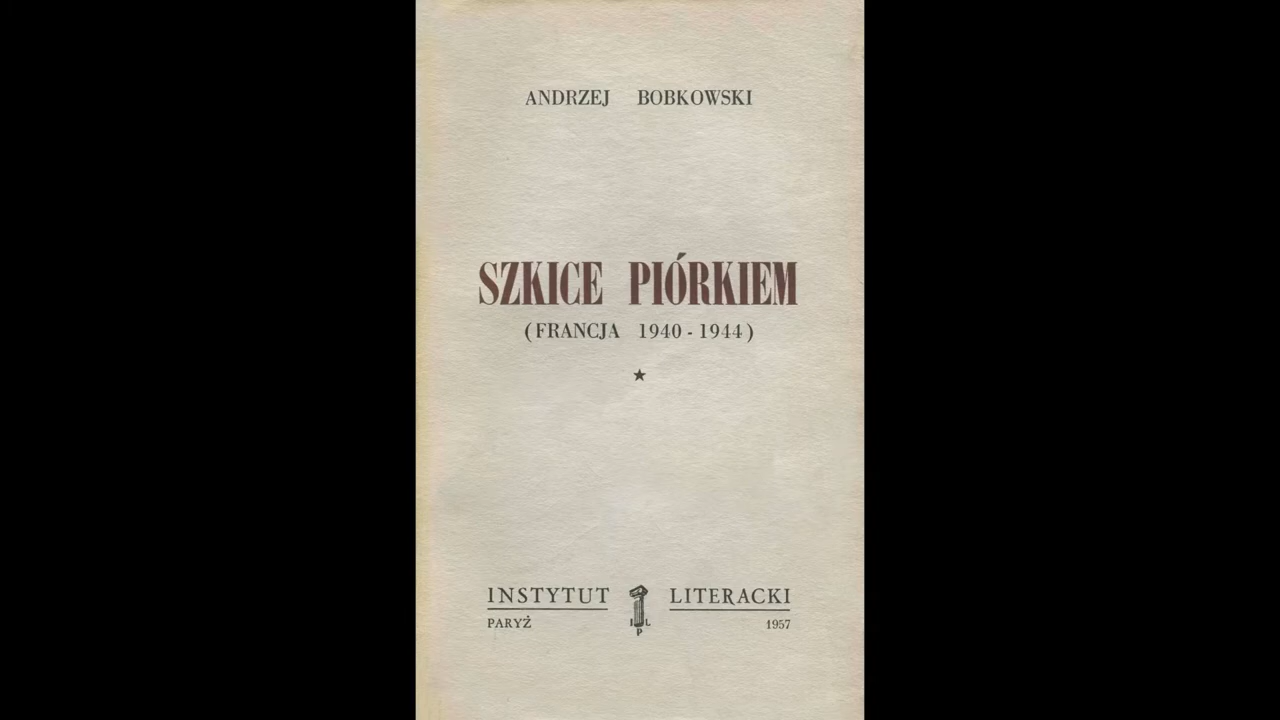 ANDRZEJ BOBKOWSKI
SZKICE PIÓRKIEM
(FRANCJA 1940-1944)
★
INSTYTUT LITERACKI
I L
P
PARYŻ 1957